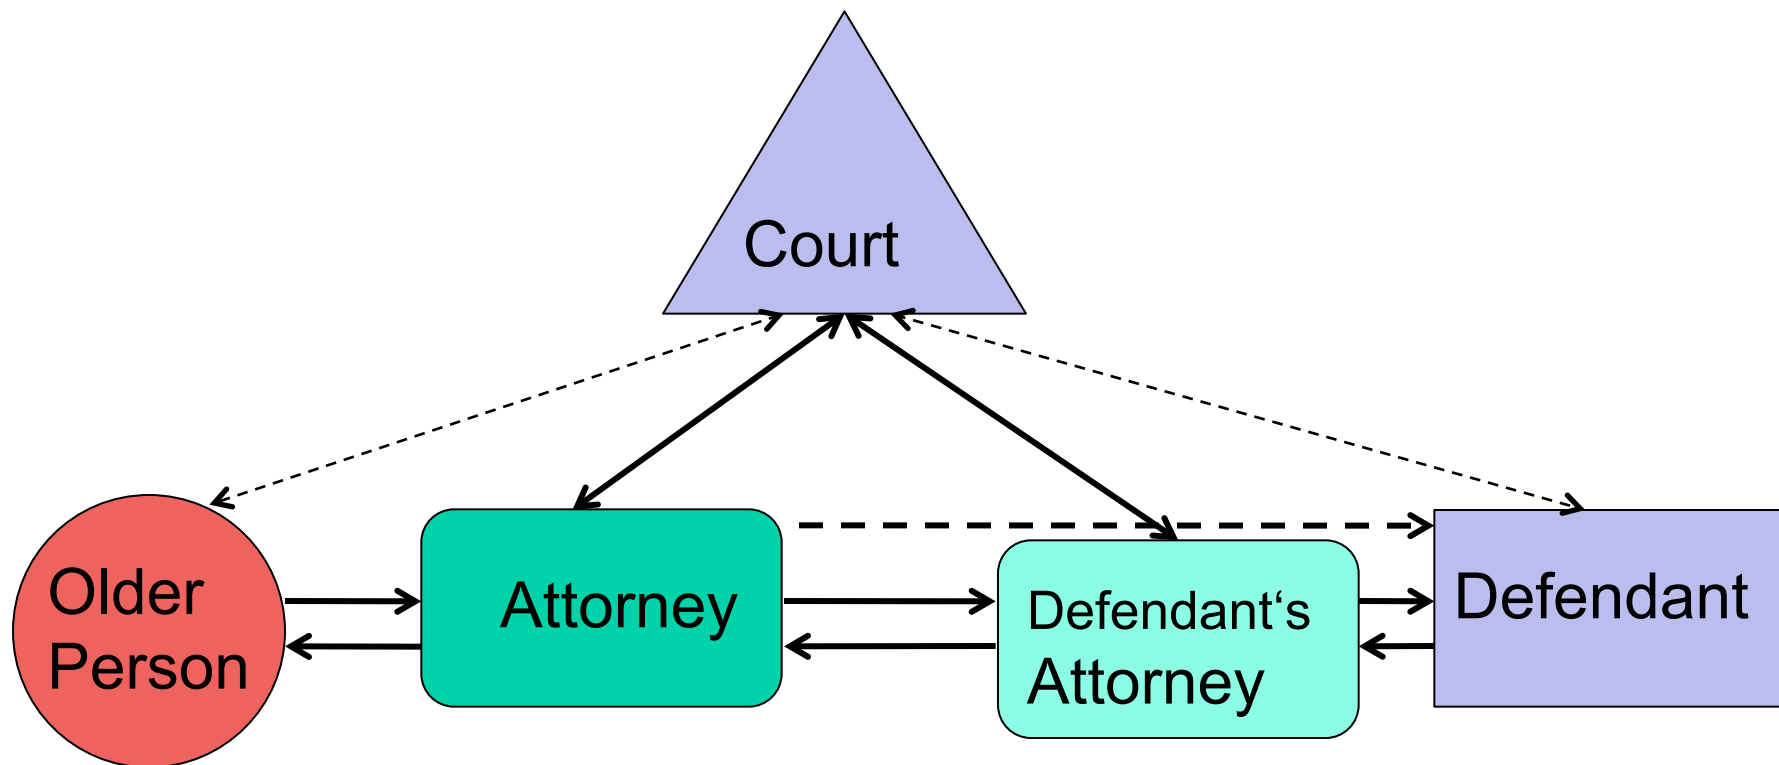 Court
Older
Person
Attorney
Defendant‘s
Attorney
Defendant